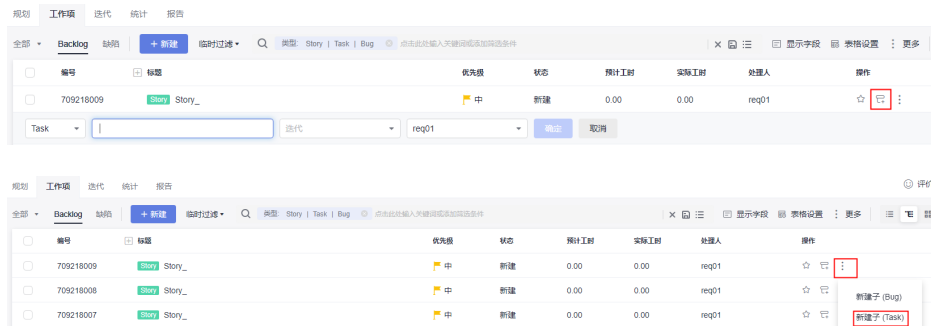 规划 工作项 迭代 统计 报告
全部 Backlog 缺陷 + 新建 临时过滤 类型: Story | Task | Bug 点击此处输入关键词或添加筛选条件 显示字段 表格设置 更多
编号 标题 优先级 状态 预计工时 实际工时 处理人 操作
709218009 Story Story_ 中 新建 0.00 0.00 req01
Task 迭代 req01 确定 取消
规划 工作项 迭代 统计 报告 评价
全部 Backlog 缺陷 + 新建 临时过滤 类型: Story | Task | Bug 点击此处输入关键词或添加筛选条件 显示字段 表格设置 更多
编号 标题 优先级 状态 预计工时 实际工时 处理人 操作
709218009 Story Story_ 中 新建 0.00 0.00 req01
709218008 Story Story_ 中 新建 0.00 0.00 req01
新建子 (Bug)
709218007 Story Story_ 中 新建 0.00 0.00 req01
新建子 (Task)